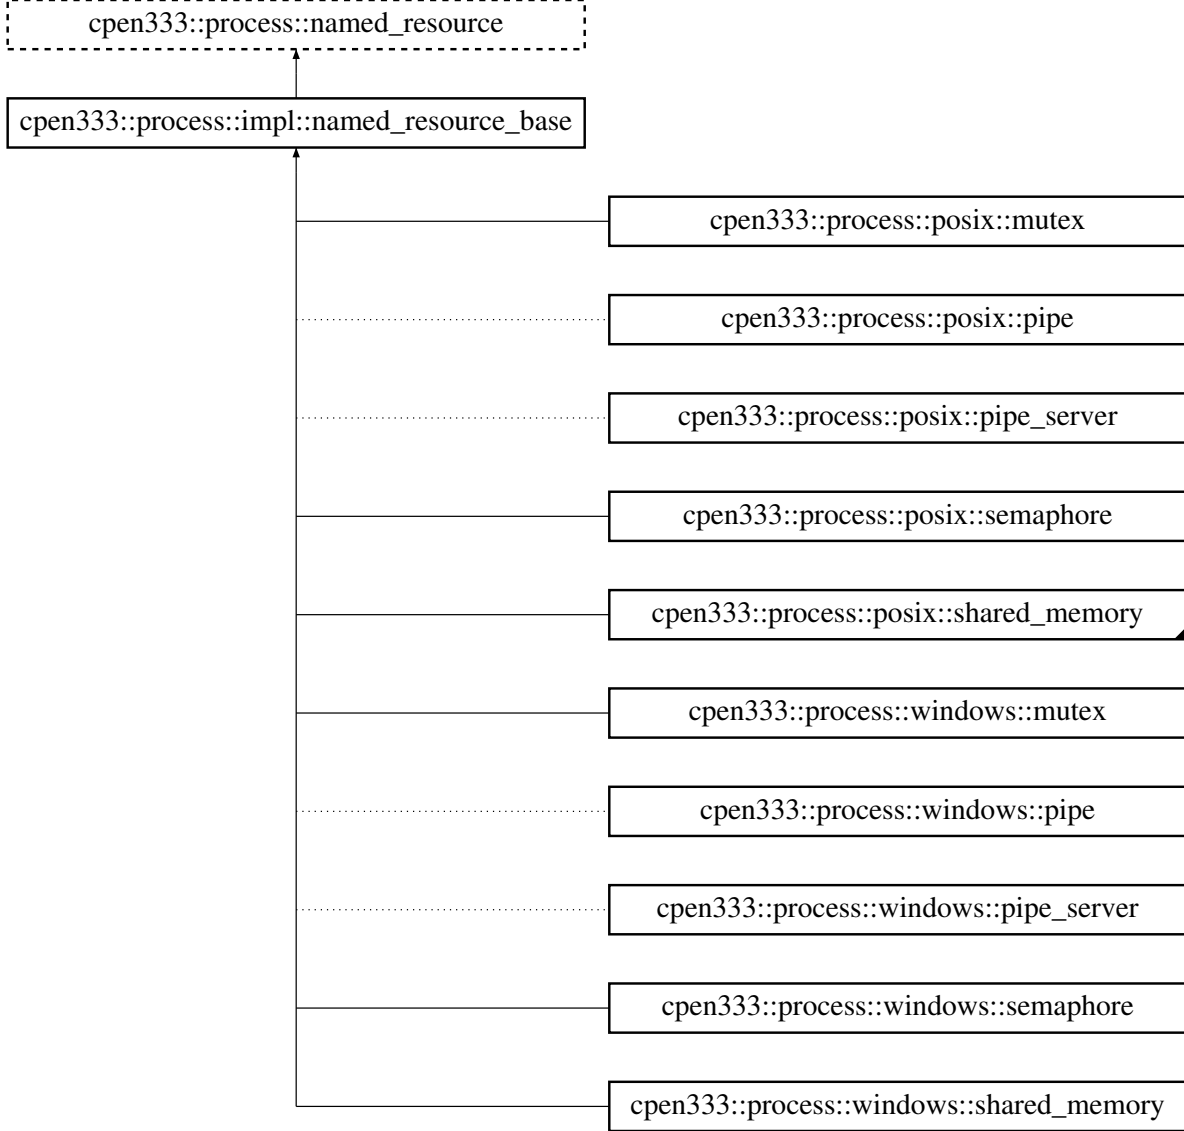 cpen333::process::named_resource
cpen333::process::impl::named_resource_base
cpen333::process::posix::mutex
cpen333::process::posix::pipe
cpen333::process::posix::pipe_server
cpen333::process::posix::semaphore
cpen333::process::posix::shared_memory
cpen333::process::windows::mutex
cpen333::process::windows::pipe
cpen333::process::windows::pipe_server
cpen333::process::windows::semaphore
cpen333::process::windows::shared_memory